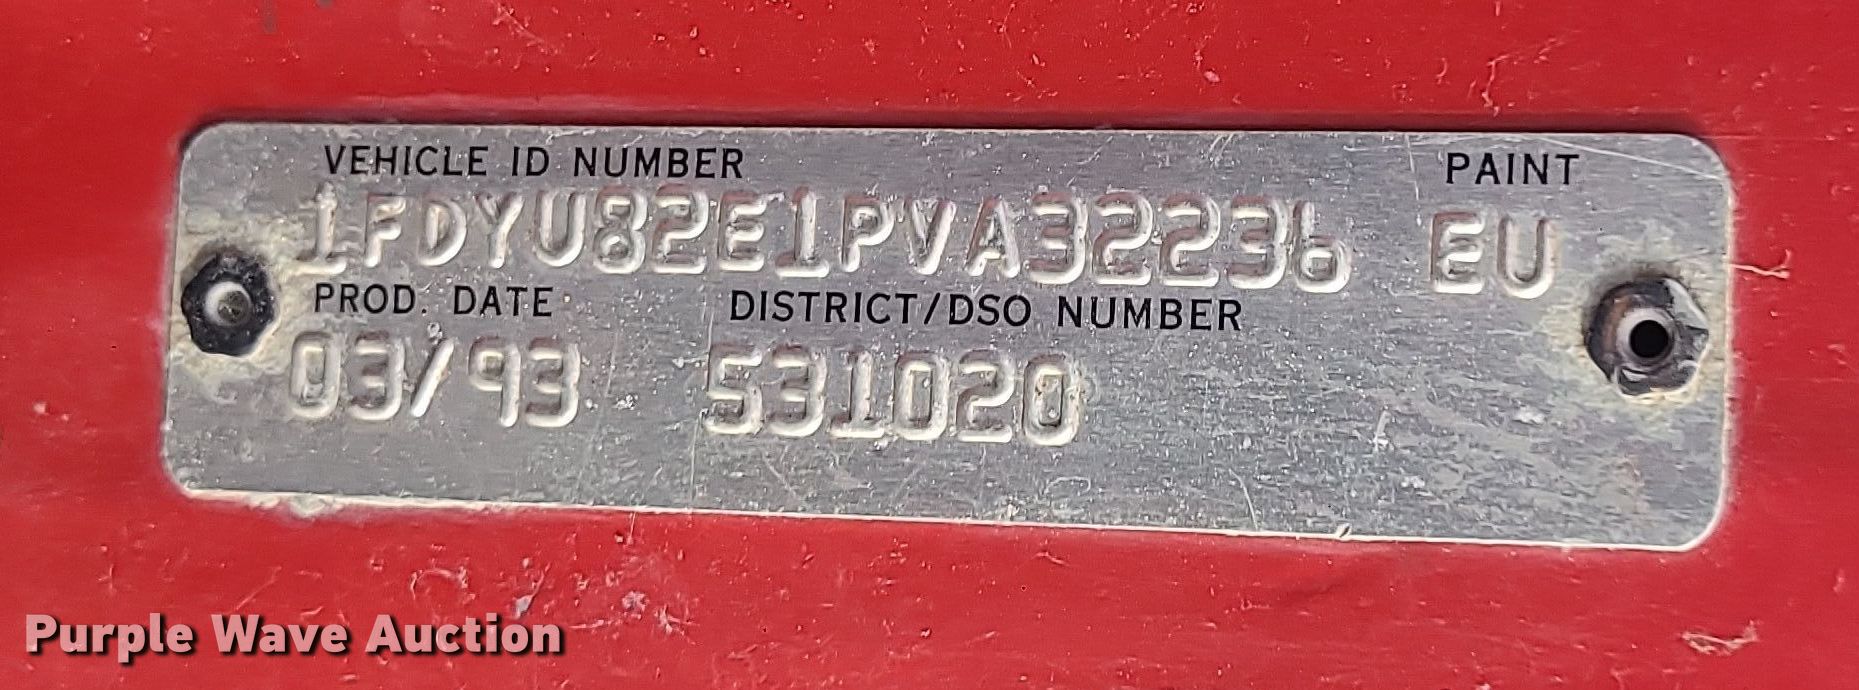 VEHICLE ID NUMBER PAINT
1FDYU82E1PVA32236 EU
PROD. DATE DISTRICT/DSO NUMBER
03/93 531020
Purple Wave Auction